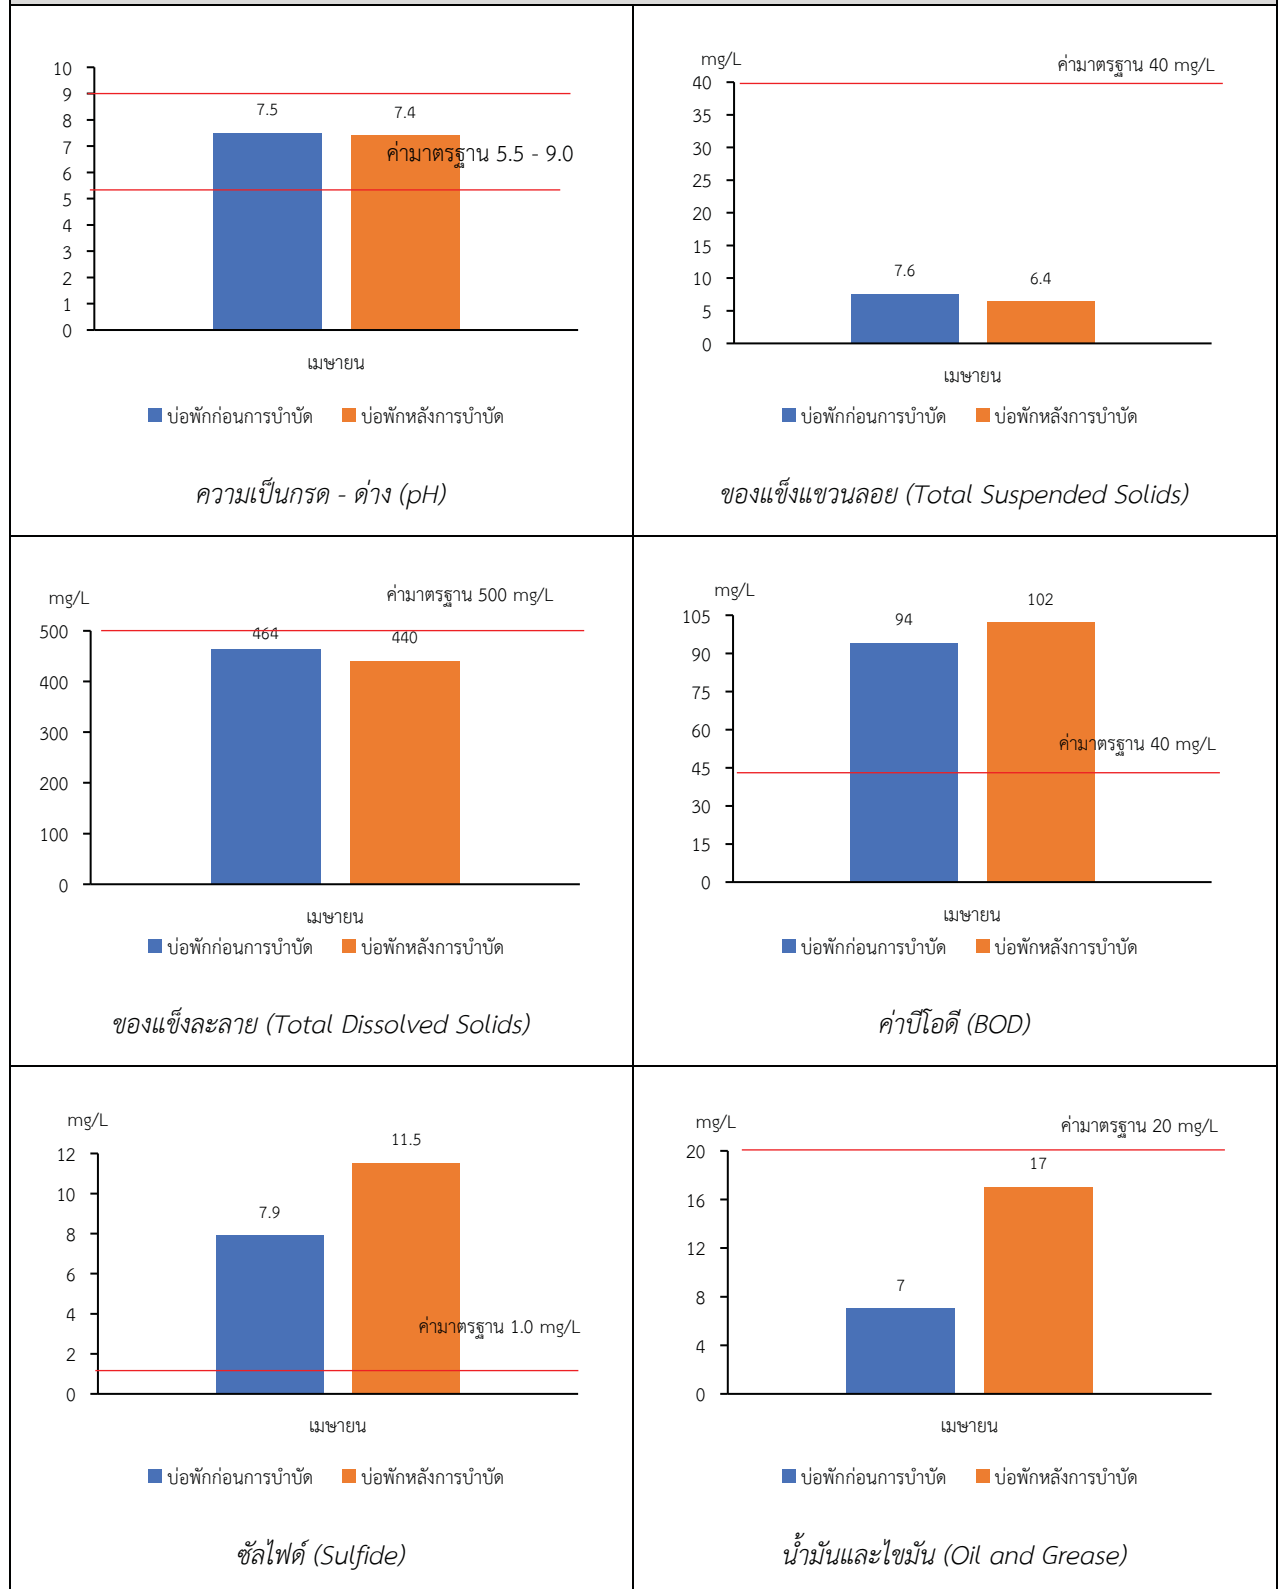 10
9
8
7
6
5
4
3
2
1
0
7.5
7.4
ค่ามาตรฐาน 5.5 - 9.0
เมษายน
บ่อพักก่อนการบำบัด บ่อพักหลังการบำบัด
ความเป็นกรด - ด่าง (pH)
mg/L
ค่ามาตรฐาน 40 mg/L
40
35
30
25
20
15
10
5
0
7.6
6.4
เมษายน
บ่อพักก่อนการบำบัด บ่อพักหลังการบำบัด
ของแข็งแขวนลอย (Total Suspended Solids)
mg/L
ค่ามาตรฐาน 500 mg/L
500
400
300
200
100
0
464
440
เมษายน
บ่อพักก่อนการบำบัด บ่อพักหลังการบำบัด
ของแข็งละลาย (Total Dissolved Solids)
mg/L
105
90
75
60
45
30
15
0
94
102
ค่ามาตรฐาน 40 mg/L
เมษายน
บ่อพักก่อนการบำบัด บ่อพักหลังการบำบัด
ค่าบีโอดี (BOD)
mg/L
12
10
8
6
4
2
0
7.9
11.5
ค่ามาตรฐาน 1.0 mg/L
เมษายน
บ่อพักก่อนการบำบัด บ่อพักหลังการบำบัด
ซัลไฟด์ (Sulfide)
mg/L
ค่ามาตรฐาน 20 mg/L
20
16
12
8
4
0
7
17
เมษายน
บ่อพักก่อนการบำบัด บ่อพักหลังการบำบัด
น้ำมันและไขมัน (Oil and Grease)